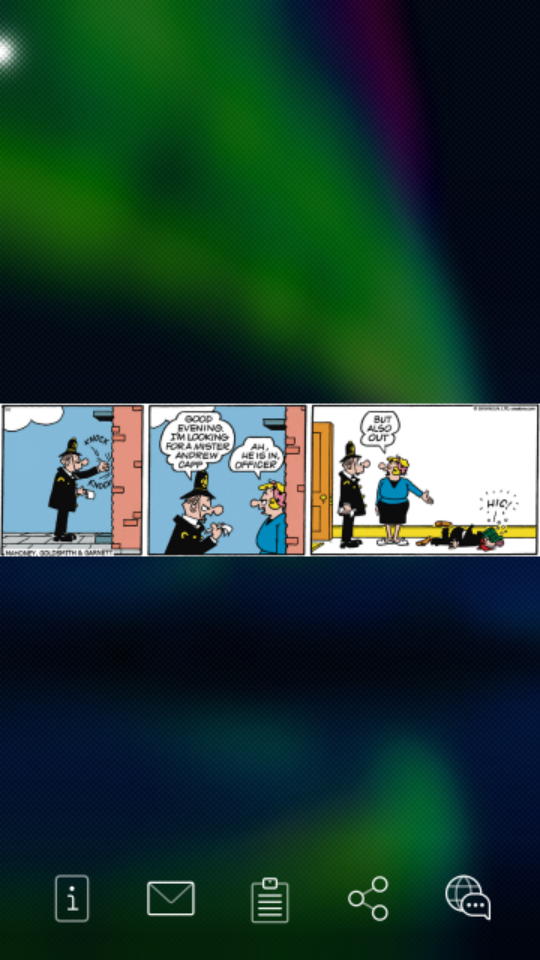 KNOCK
KNOCK
MAHONEY, GOLDSMITH & GARNETT
GOOD
EVENING.
I'M LOOKING
FOR A MISTER
ANDREW
CAPP
AH,
HE IS IN,
OFFICER
BUT
ALSO
OUT
HIC!
i